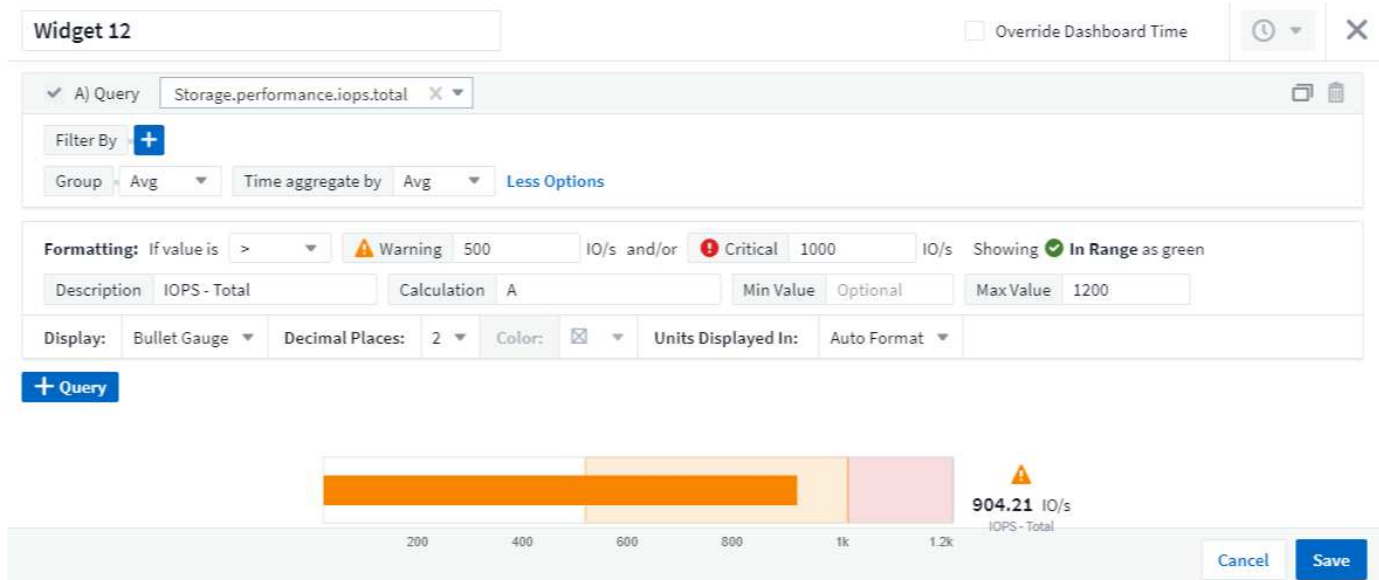 Widget 12 Override Dashboard Time
A) Query Storage.performance.iops.total
Filter By
Group Avg Time aggregate by Avg Less Options
Formatting: If value is > Warning 500 IO/s and/or Critical 1000 IO/s Showing In Range as green
Description IOPS - Total Calculation A Min Value Optional Max Value 1200
Display: Bullet Gauge Decimal Places: 2 Color: Units Displayed In: Auto Format
+ Query
904.21 IO/s
IOPS - Total
200 400 600 800 1k 1.2k
Cancel Save